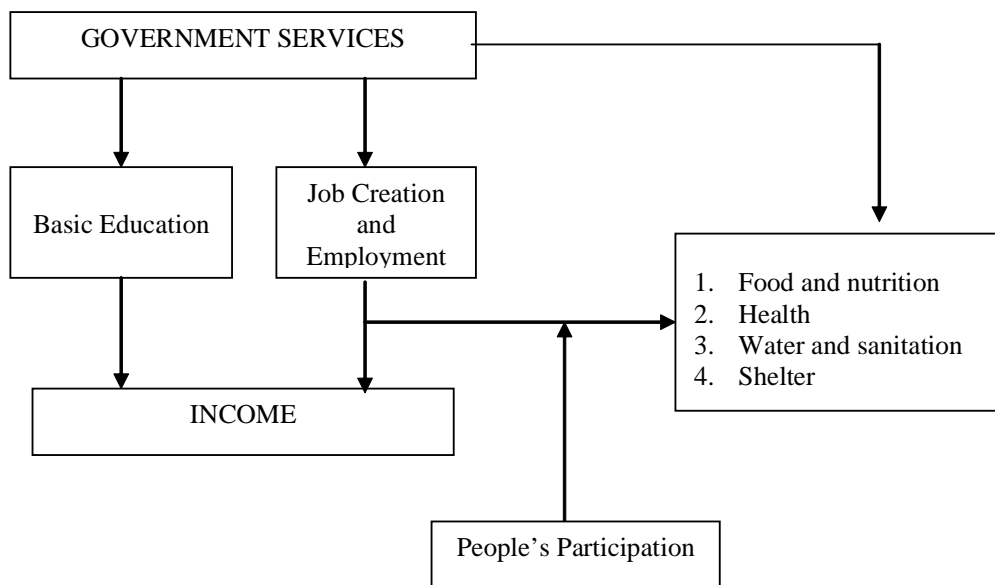 GOVERNMENT SERVICES
Basic Education
Job Creation
and
Employment
1. Food and nutrition
2. Health
3. Water and sanitation
4. Shelter
INCOME
People’s Participation